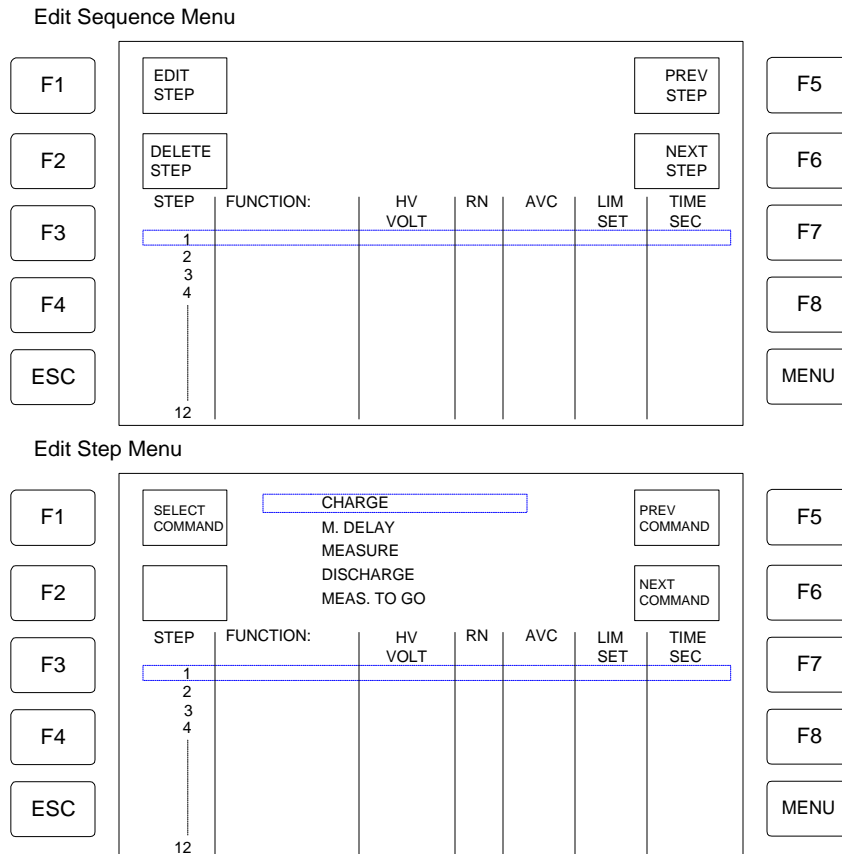 Edit Sequence Menu
F1
EDIT
STEP
PREV
STEP
F5
F2
DELETE
STEP
NEXT
STEP
F6
STEP FUNCTION: HV RN AVC LIM TIME
VOLT SET SEC
F3
F7
1
2
3
4
F4
F8
ESC
MENU
12
Edit Step Menu
F1
SELECT
COMMAND
CHARGE
M. DELAY
MEASURE
DISCHARGE
MEAS. TO GO
PREV
COMMAND
F5
F2
NEXT
COMMAND
F6
STEP FUNCTION: HV RN AVC LIM TIME
VOLT SET SEC
F3
F7
1
2
3
4
F4
F8
ESC
MENU
12